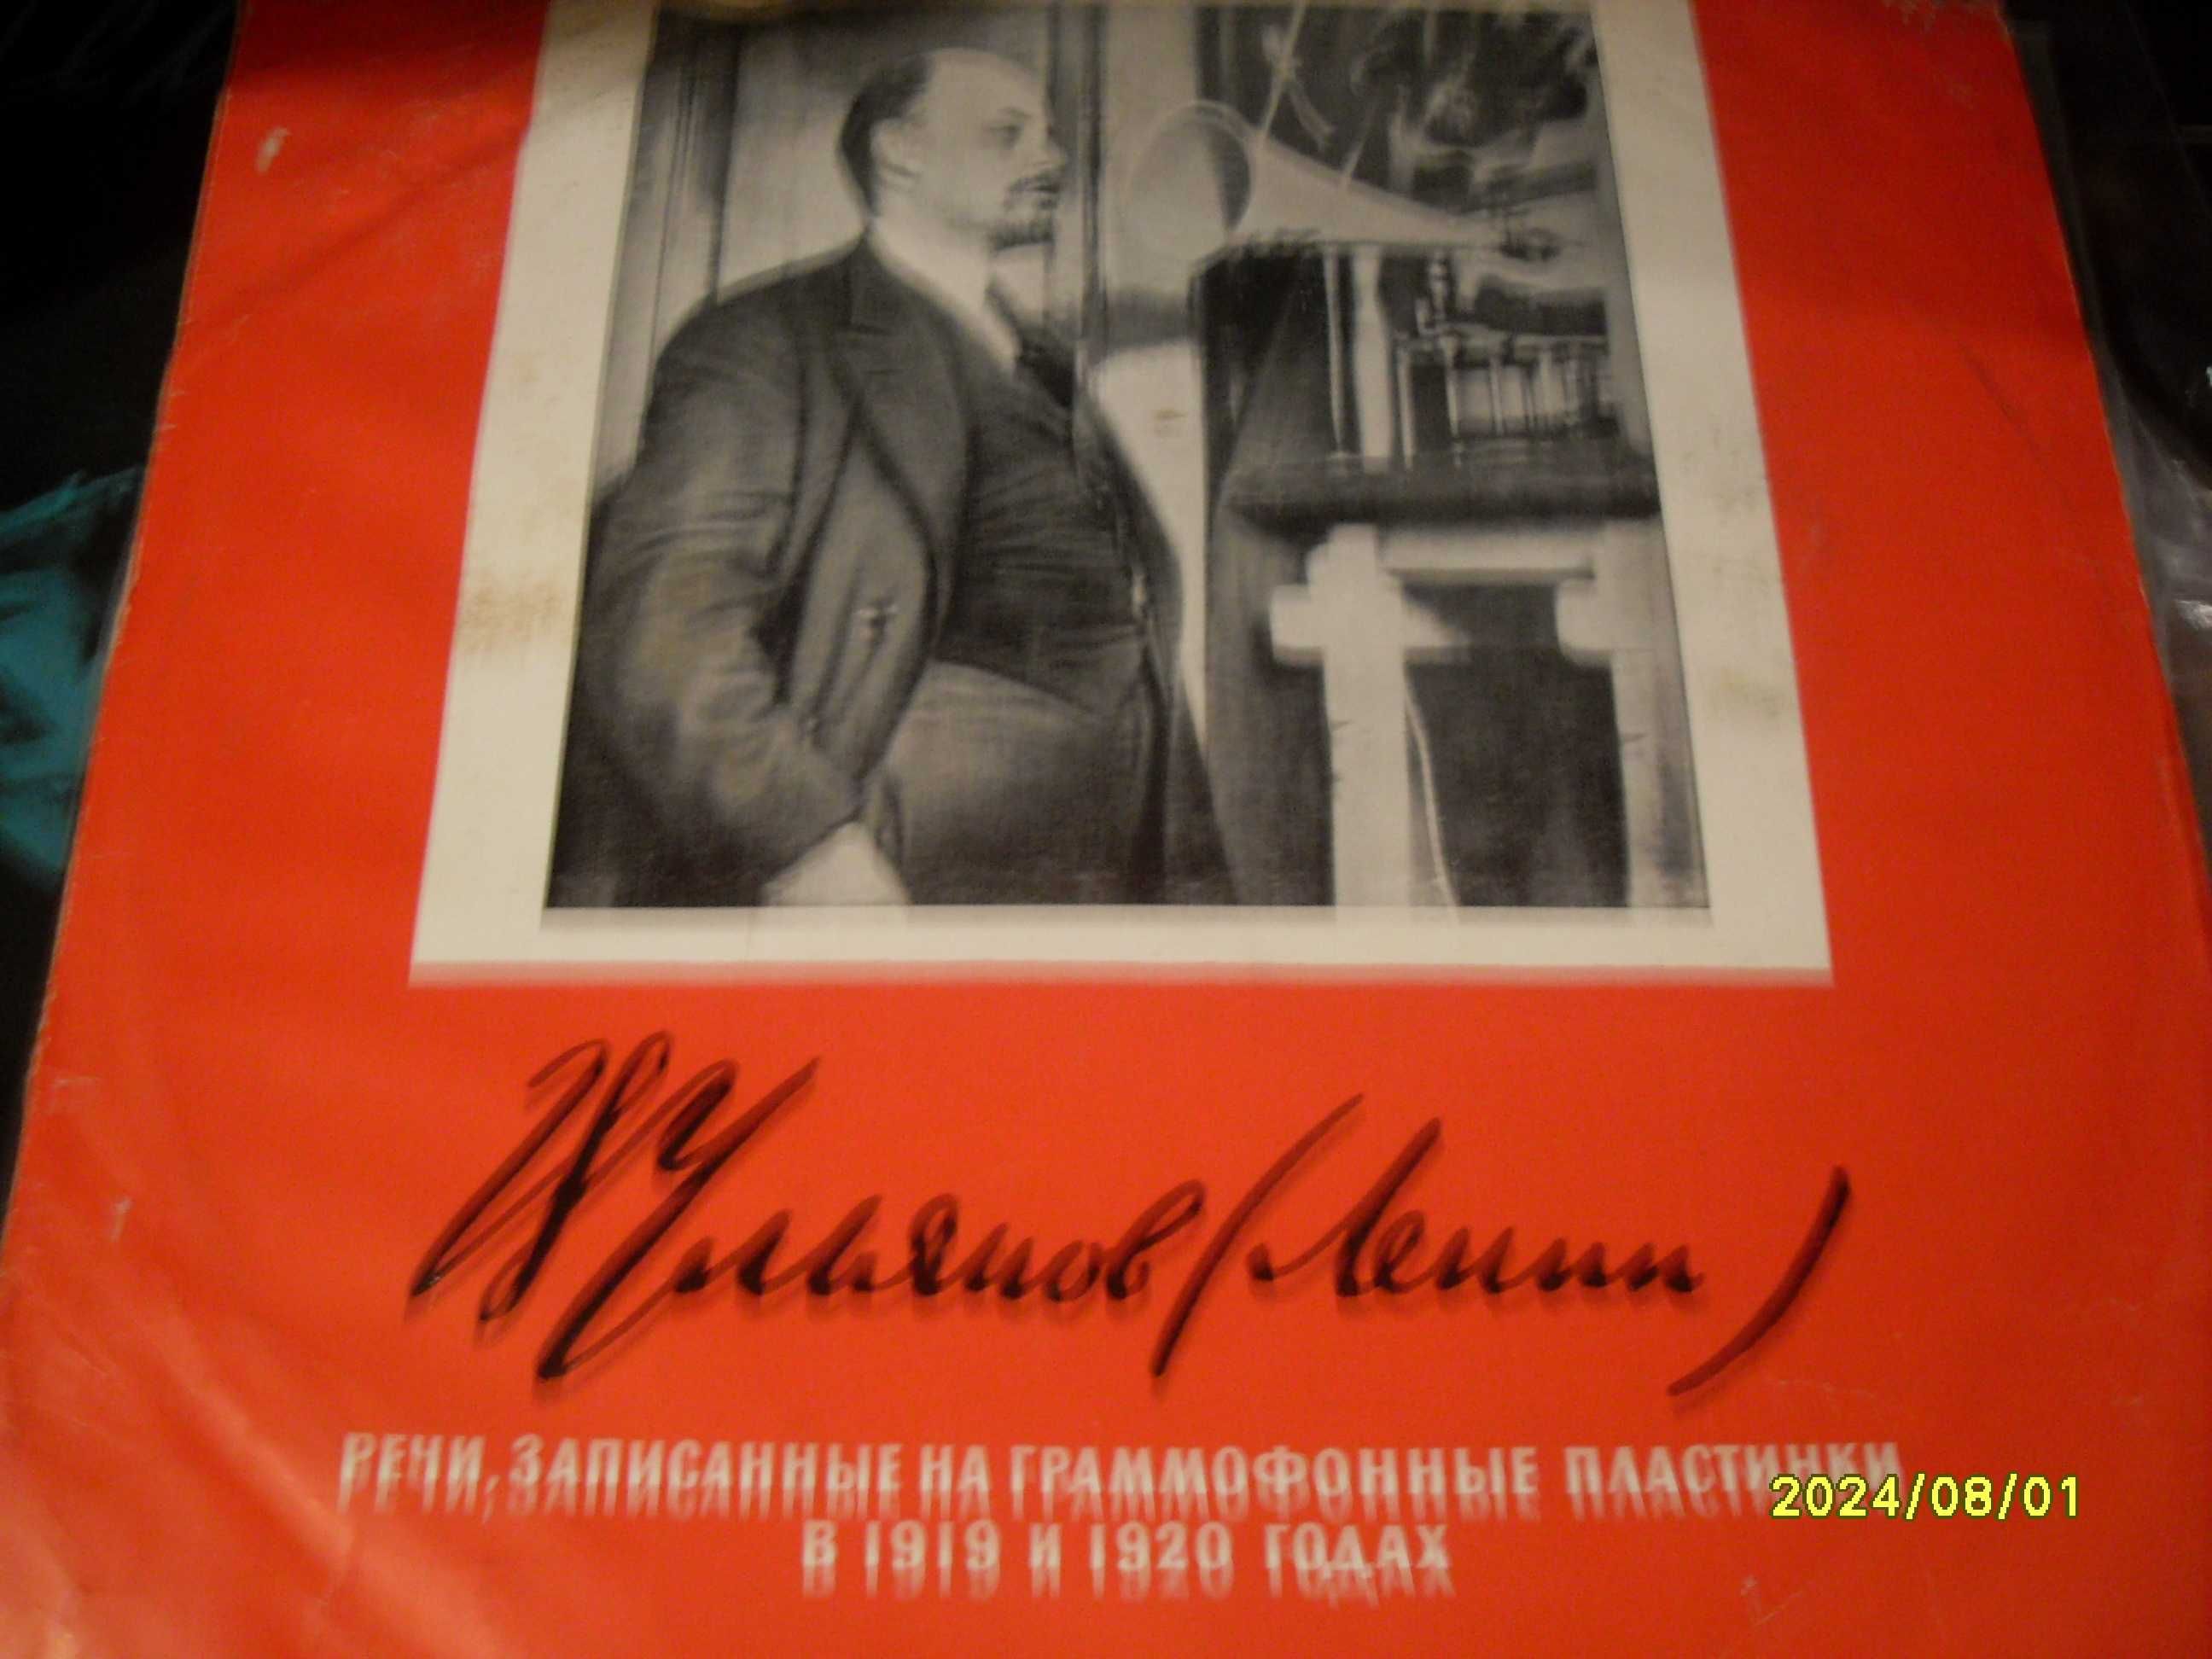 В. Ульянов (Ленин)
РЕЧИ, ЗАПИСАННЫЕ НА ГРАММОФОННЫЕ ПЛАСТИНКИ
В 1919 И 1920 ГОДАХ
2024/08/01